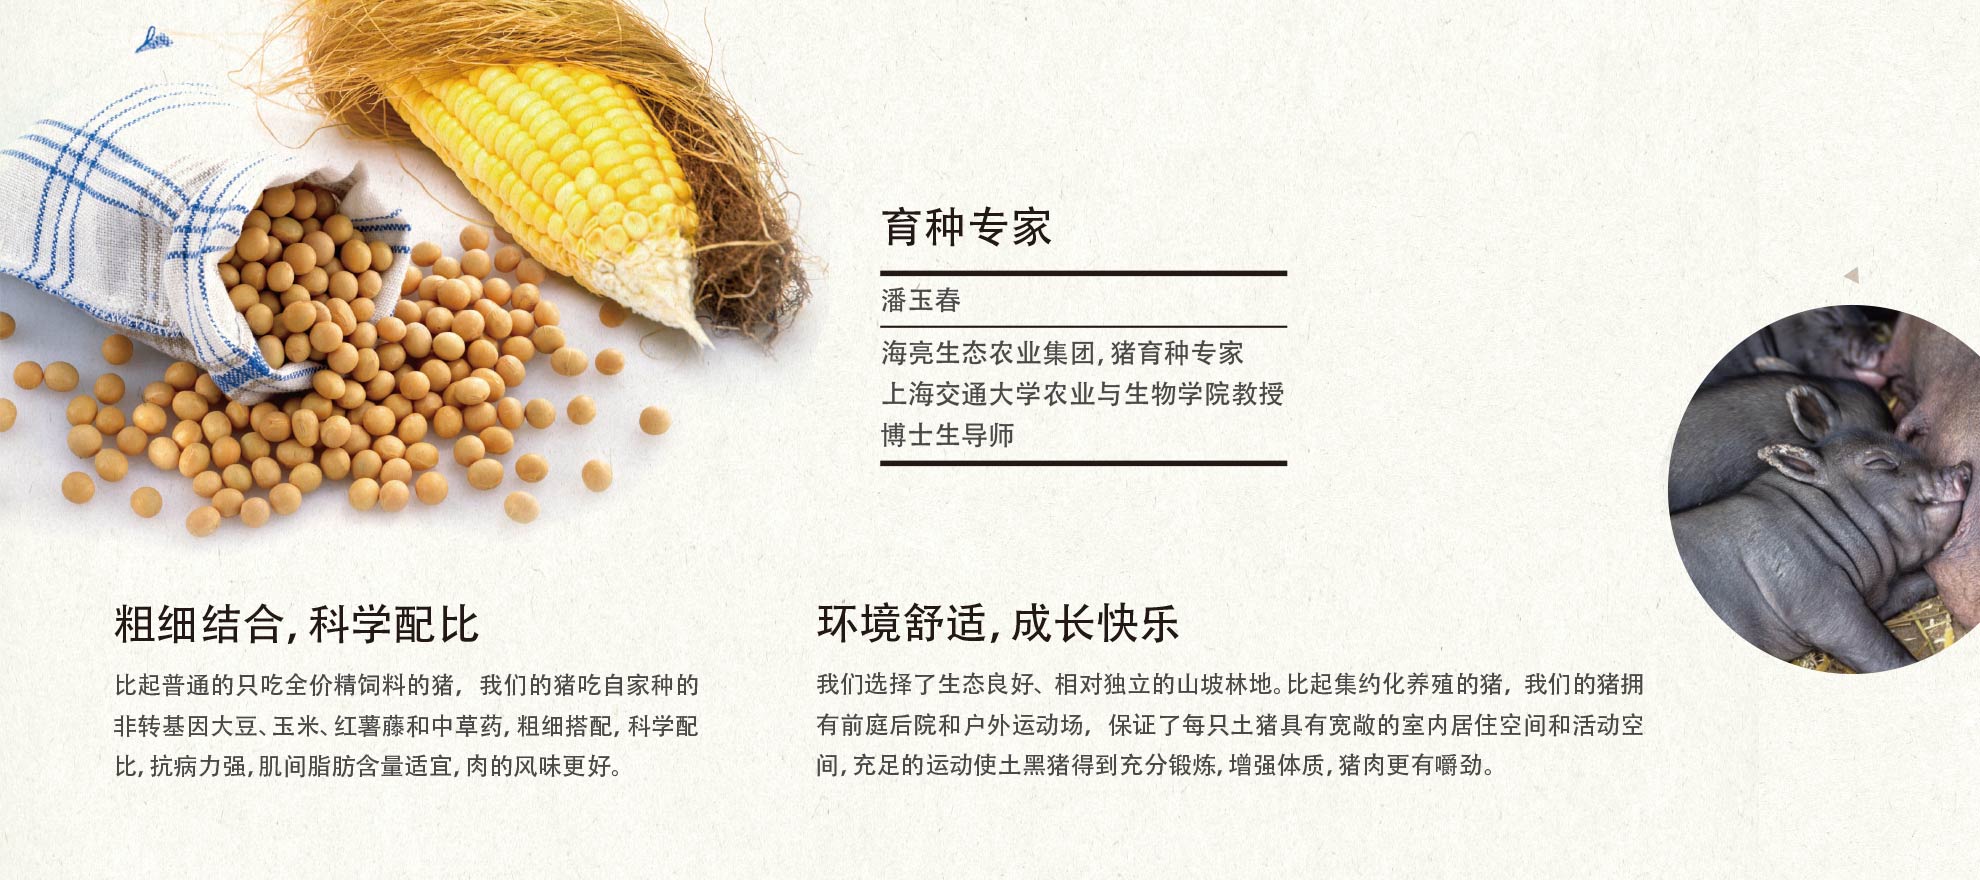 育种专家
潘玉春
海亮生态农业集团,猪育种专家
上海交通大学农业与生物学院教授
博士生导师
粗细结合,科学配比
比起普通的只吃全价精饲料的猪，我们的猪吃自家种的
非转基因大豆、玉米、红薯藤和中草药,粗细搭配,科学配
比,抗病力强,肌间脂肪含量适宜,肉的风味更好。
环境舒适,成长快乐
我们选择了生态良好、相对独立的山坡林地。比起集约化养殖的猪，我们的猪拥
有前庭后院和户外运动场，保证了每只土猪具有宽敞的室内居住空间和活动空
间,充足的运动使土黑猪得到充分锻炼,增强体质,猪肉更有嚼劲。